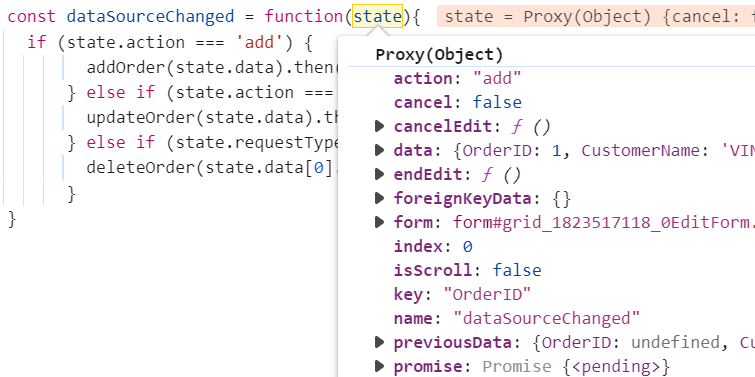 const dataSourceChanged = function(state){ state = Proxy(Object) {cancel: f
if (state.action === 'add') {
addOrder(state.data).then(
} else if (state.action ===
updateOrder(state.data).th
} else if (state.requestType
deleteOrder(state.data[0].
}
}
Proxy(Object)
action: "add"
cancel: false
▶ cancelEdit: ƒ ()
▶ data: {OrderID: 1, CustomerName: 'VIN
▶ endEdit: ƒ ()
▶ foreignKeyData: {}
▶ form: form#grid_1823517118_0EditForm.
index: 0
isScroll: false
key: "OrderID"
name: "dataSourceChanged"
▶ previousData: {OrderID: undefined, Cu
▶ promise: Promise {<pending>}